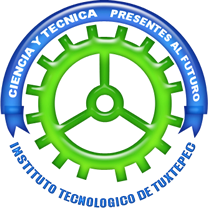 CIENCIA Y TECNICA PRESENTES AL FUTURO
INSTITUTO TECNOLOGICO DE TUXTEPEC